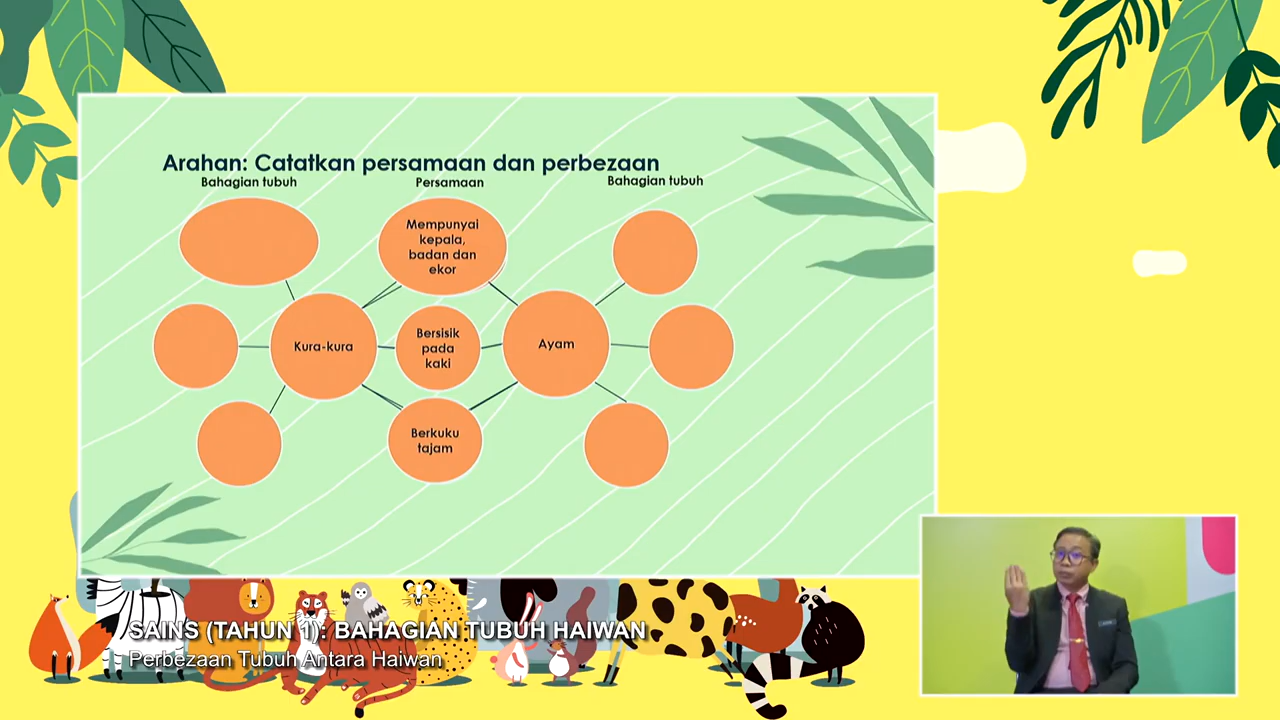 Arahan: Catatkan persamaan dan perbezaan
Bahagian tubuh
Persamaan
Bahagian tubuh
Mempunyai
kepala,
badan dan
ekor
Kura-kura
Bersisik
pada
kaki
Ayam
Berkuku
tajam
SAINS (TAHUN 1): BAHAGIAN TUBUH HAIWAN
Perbezaan Tubuh Antara Haiwan